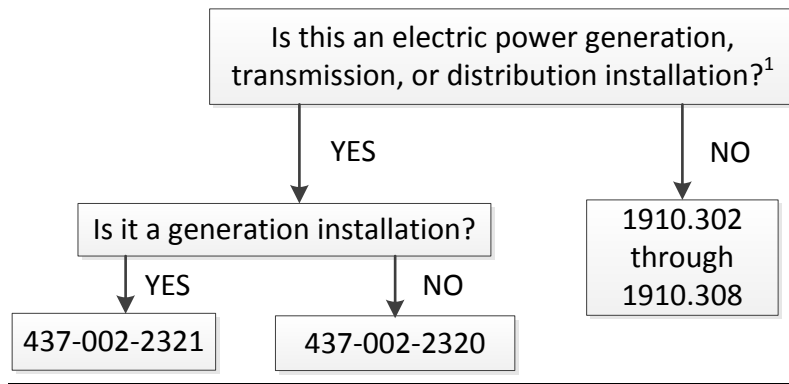 Is this an electric power generation,
transmission, or distribution installation?¹
YES
NO
Is it a generation installation?
1910.302
through
1910.308
YES
NO
437-002-2321
437-002-2320